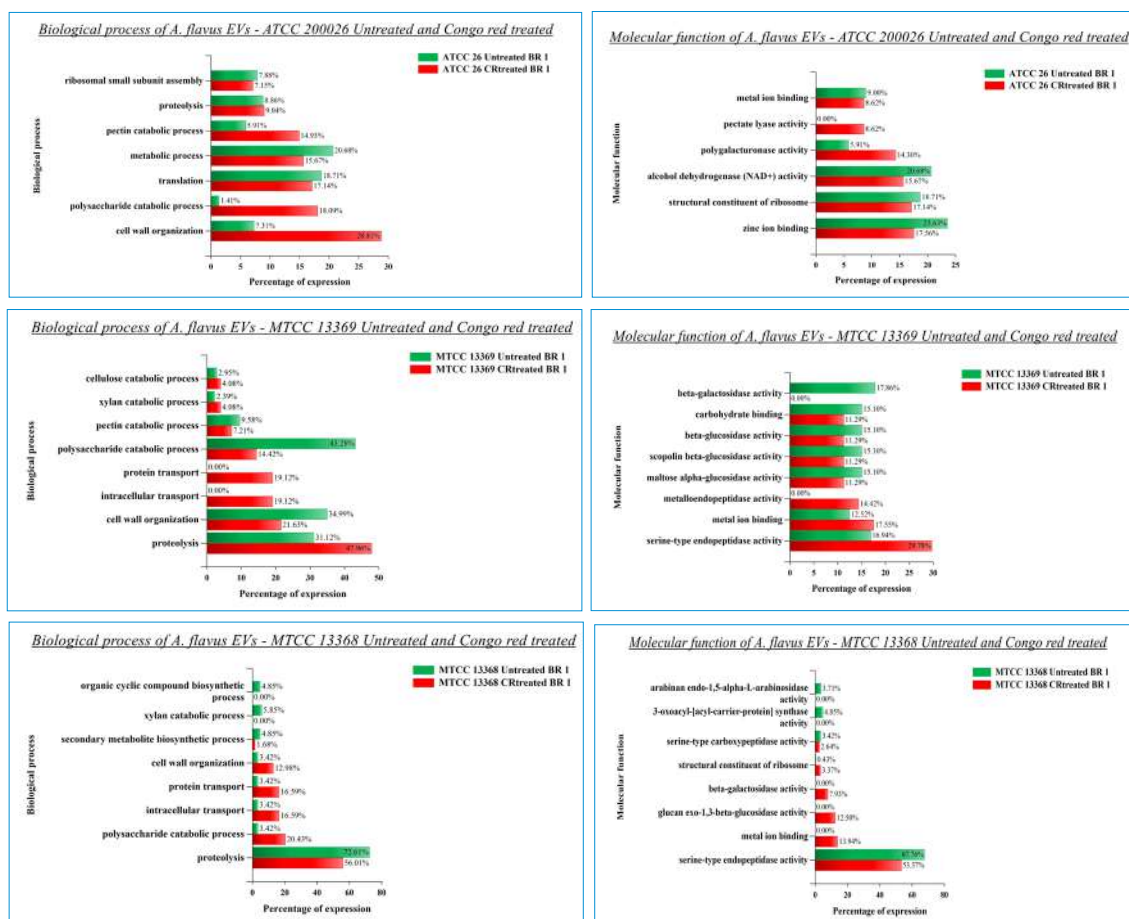 Biological process of A. flavus EVs - ATCC 200026 Untreated and Congo red treated
ATCC 26 Untreated BR 1
ATCC 26 CRtreated BR 1
Biological process
ribosomal small subunit assembly
7.88%
7.15%
proteolysis
8.86%
9.04%
pectin catabolic process
5.91%
14.95%
metabolic process
20.68%
15.67%
translation
18.71%
17.14%
polysaccharide catabolic process
1.41%
18.09%
cell wall organization
7.31%
0 5 10 15 20 25 30
Percentage of expression
Molecular function of A. flavus EVs - ATCC 200026 Untreated and Congo red treated
ATCC 26 Untreated BR 1
ATCC 26 CRtreated BR 1
Molecular function
metal ion binding
9.00%
8.62%
pectate lyase activity
0.00%
8.62%
polygalacturonase activity
5.91%
14.30%
alcohol dehydrogenase (NAD+) activity
20.69%
15.67%
structural constituent of ribosome
18.71%
17.14%
zinc ion binding
23.63%
17.56%
0 5 10 15 20 25
Percentage of expression
Biological process of A. flavus EVs - MTCC 13369 Untreated and Congo red treated
MTCC 13369 Untreated BR 1
MTCC 13369 CRtreated BR 1
Biological process
cellulose catabolic process
2.95%
4.08%
xylan catabolic process
2.39%
4.08%
pectin catabolic process
9.58%
7.21%
polysaccharide catabolic process
43.28%
14.42%
protein transport
0.00%
19.12%
intracellular transport
0.00%
19.12%
cell wall organization
34.99%
21.65%
proteolysis
31.12%
0 10 20 30 40 50
Percentage of expression
Molecular function of A. flavus EVs - MTCC 13369 Untreated and Congo red treated
MTCC 13369 Untreated BR 1
MTCC 13369 CRtreated BR 1
Molecular function
beta-galactosidase activity
17.86%
0.00%
carbohydrate binding
15.10%
11.29%
beta-glucosidase activity
15.10%
11.29%
scopolin beta-glucosidase activity
15.10%
11.29%
maltose alpha-glucosidase activity
15.10%
11.29%
metalloendopeptidase activity
0.00%
14.42%
metal ion binding
12.52%
17.55%
serine-type endopeptidase activity
16.94%
0 5 10 15 20 25 30
Percentage of expression
Biological process of A. flavus EVs - MTCC 13368 Untreated and Congo red treated
MTCC 13368 Untreated BR 1
MTCC 13368 CRtreated BR 1
Biological process
organic cyclic compound biosynthetic
process
4.85%
0.00%
xylan catabolic process
5.85%
0.00%
secondary metabolite biosynthetic process
4.85%
1.68%
cell wall organization
3.42%
12.98%
protein transport
3.42%
16.59%
intracellular transport
3.42%
16.59%
polysaccharide catabolic process
3.42%
20.43%
proteolysis
72.61%
56.01%
0 20 40 60 80
Percentage of expression
Molecular function of A. flavus EVs - MTCC 13368 Untreated and Congo red treated
MTCC 13368 Untreated BR 1
MTCC 13368 CRtreated BR 1
Molecular function
arabinan endo-1,5-alpha-L-arabinosidase
activity
3.71%
0.00%
3-oxoacyl-[acyl-carrier-protein] synthase
activity
4.85%
0.00%
serine-type carboxypeptidase activity
3.42%
2.64%
structural constituent of ribosome
0.43%
3.37%
beta-galactosidase activity
0.00%
7.93%
glucan exo-1,3-beta-glucosidase activity
0.00%
12.50%
metal ion binding
0.00%
13.94%
serine-type endopeptidase activity
67.76%
53.37%
0 20 40 60 80
Percentage of expression